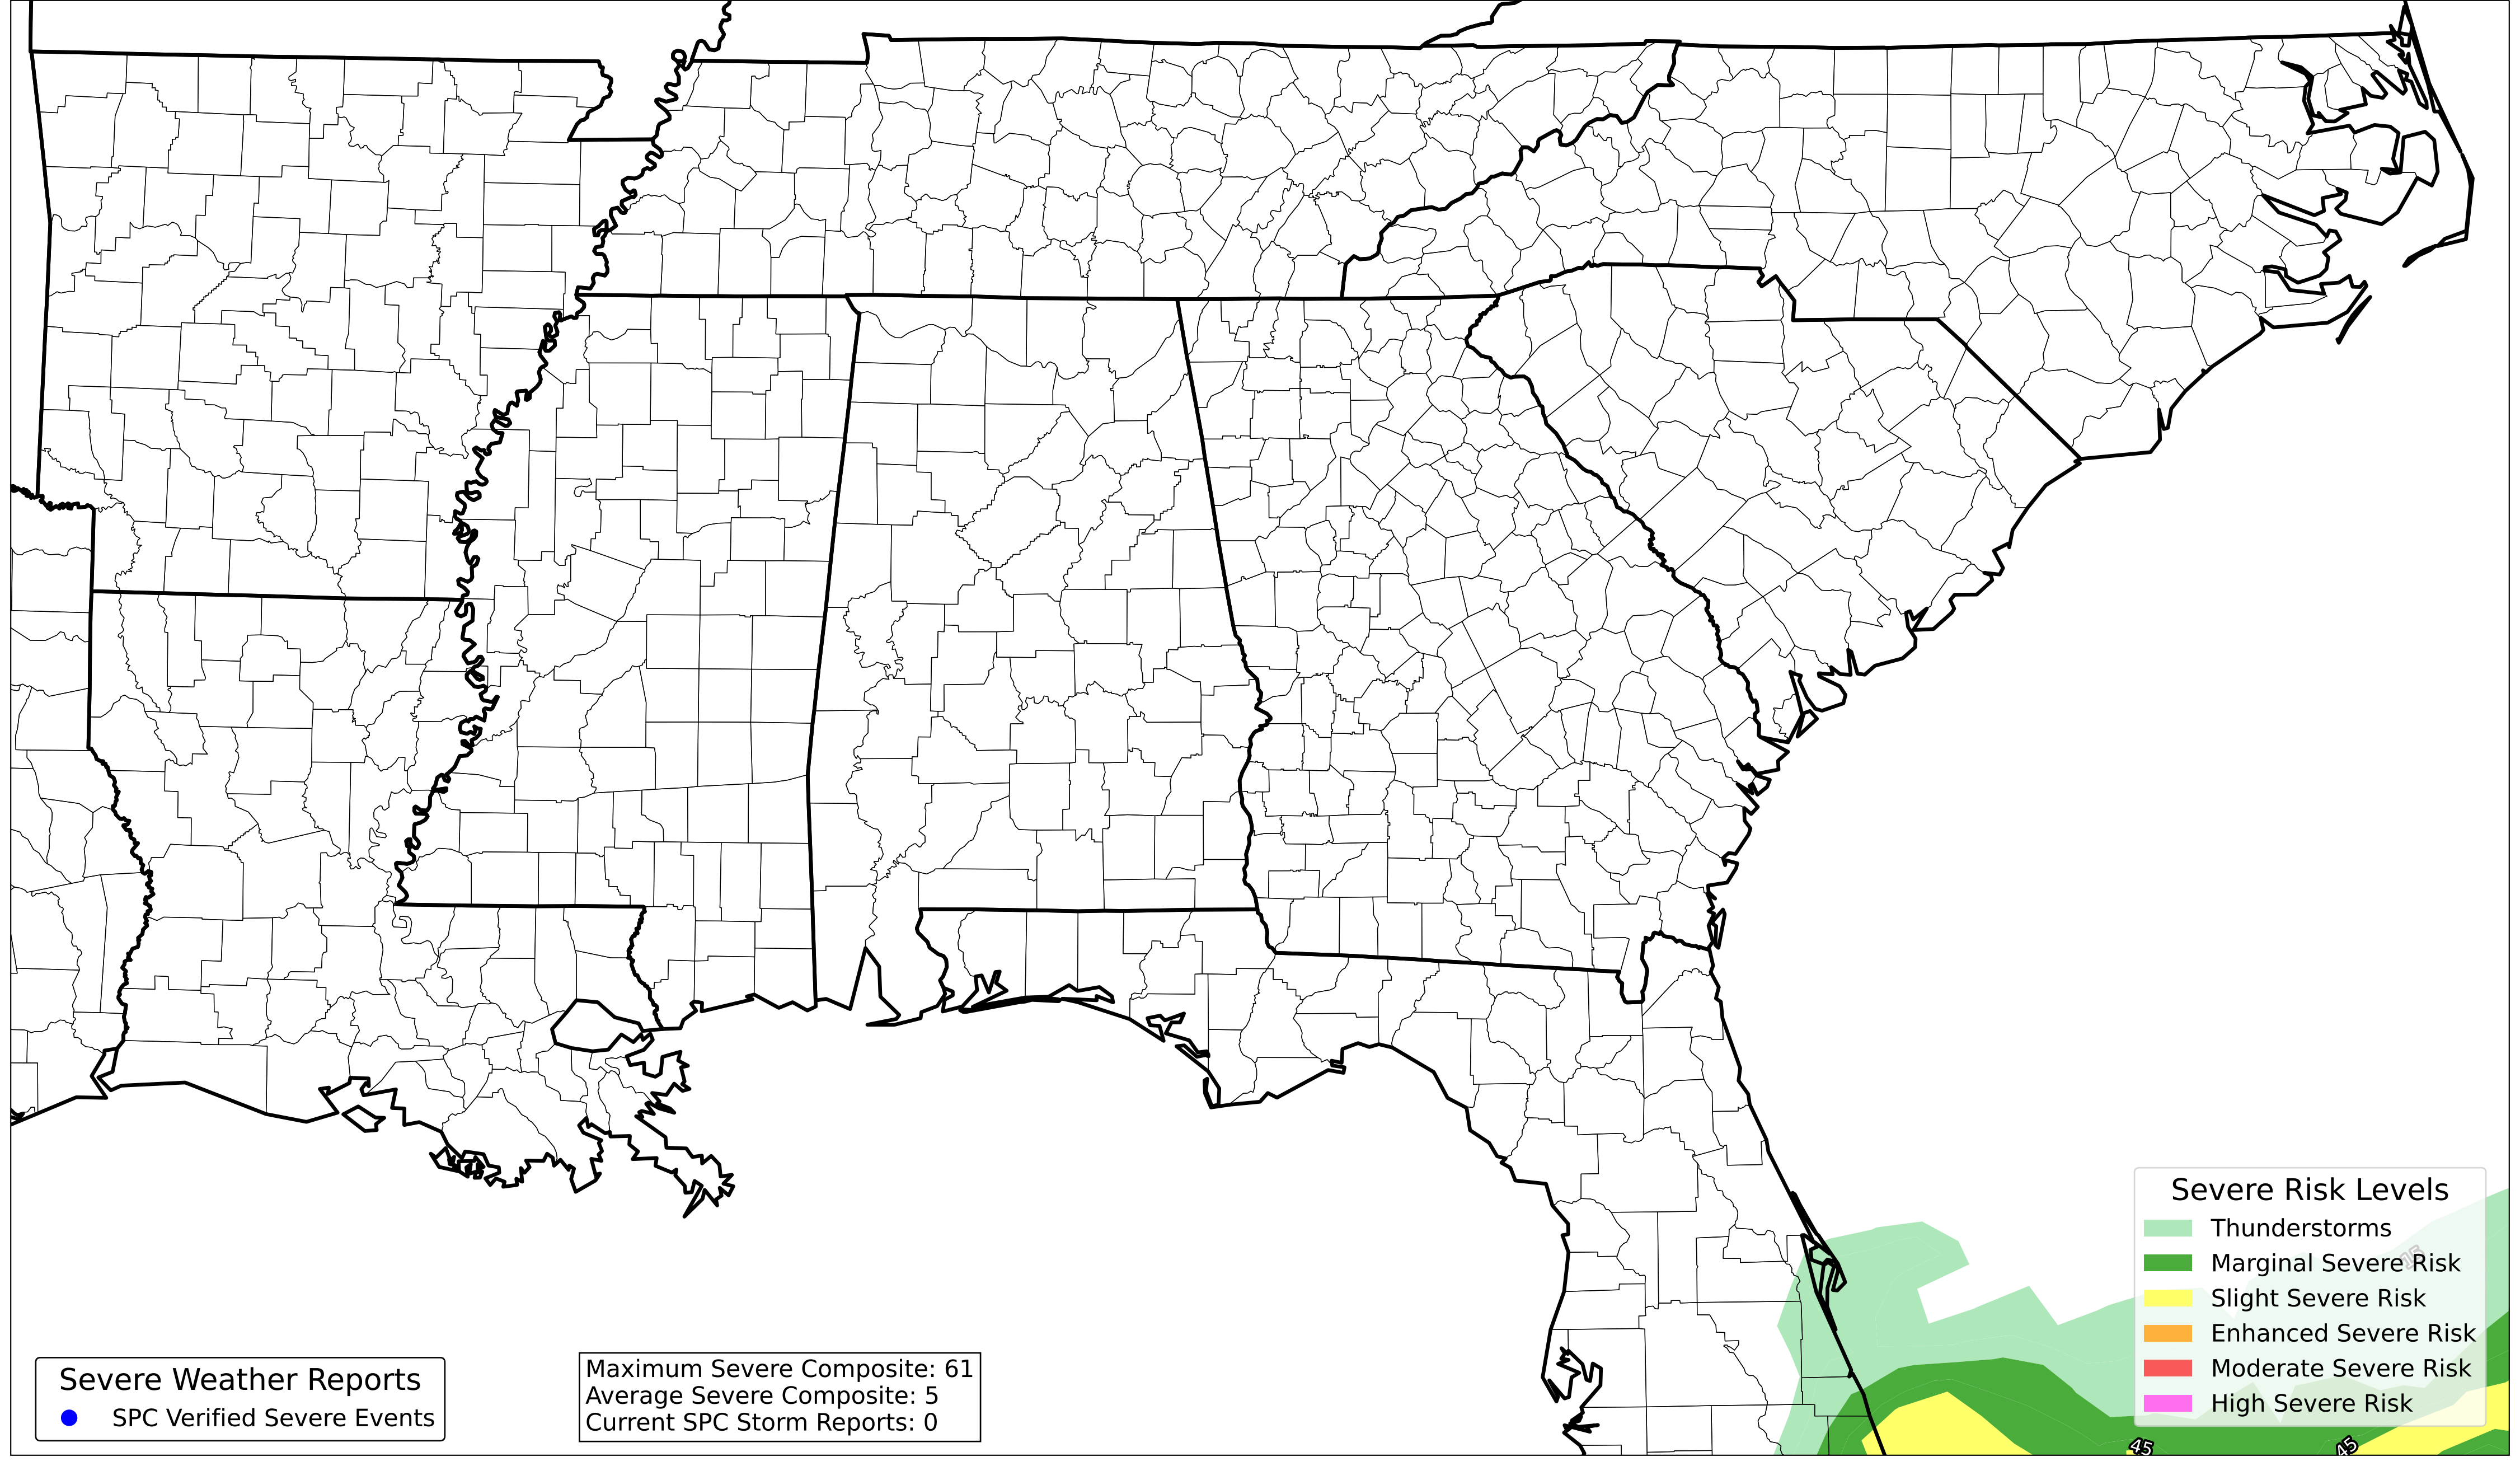 Severe Risk Levels
Thunderstorms
15
Marginal Severe Risk
Slight Severe Risk
Enhanced Severe Risk
Moderate Severe Risk
High Severe Risk
Severe Weather Reports
SPC Verified Severe Events
Maximum Severe Composite: 61
Average Severe Composite: 5
Current SPC Storm Reports: 0
45
45